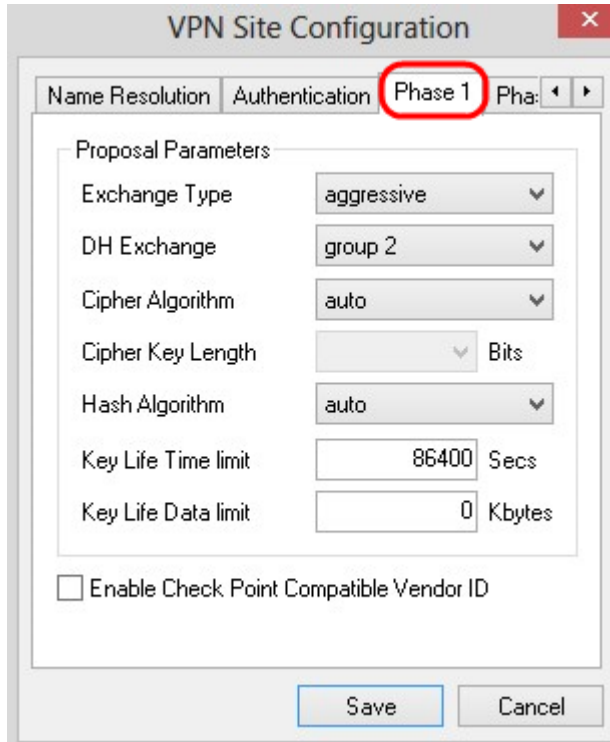 VPN Site Configuration
Name Resolution Authentication Phase 1 Pha:
Proposal Parameters
Exchange Type aggressive
DH Exchange group 2
Cipher Algorithm auto
Cipher Key Length Bits
Hash Algorithm auto
Key Life Time limit 86400 Secs
Key Life Data limit 0 Kbytes
Enable Check Point Compatible Vendor ID
Save Cancel